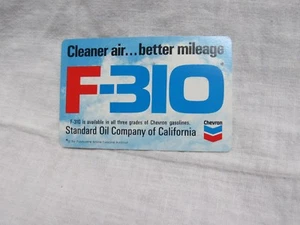 Cleaner air...better mileage
F-310
F-310 is available in all three grades of Chevron gasolines.
Chevron
Standard Oil Company of California